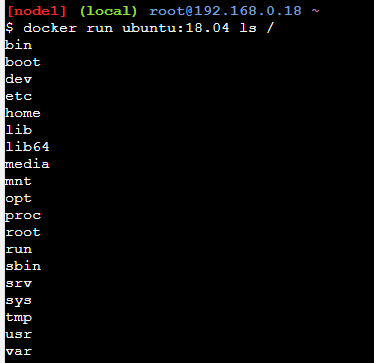 [node1] (local) root@192.168.0.18 ~
$ docker run ubuntu:18.04 ls /
bin
boot
dev
etc
home
lib
lib64
media
mnt
opt
proc
root
run
sbin
srv
sys
tmp
usr
var